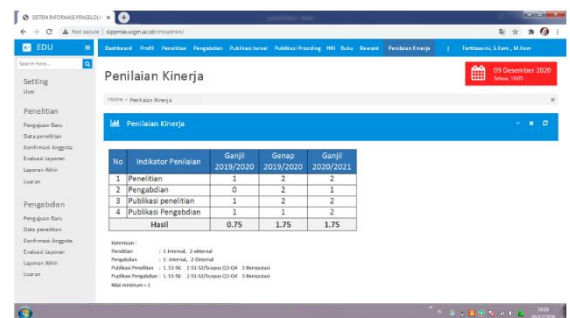 SISTEM INFORMASI PENGELOL
Not secure
EDU
Dashboard Profil Penelitian Pengabdian Publikasi Jurnal Publikasi Prosiding HKI Buku Reward Penilaian Kinerja
Search Here...
Penilaian Kinerja
09 Desember 2020
Home > Penilaian Kinerja
Setting
User
Penelitian
Pengajuan Baru
Data penelitian
Konfirmasi Anggota
Evaluasi Laporan
Laporan Akhir
Luaran
Pengabdian
Pengajuan Baru
Data penelitian
Konfirmasi Anggota
Evaluasi Laporan
Laporan Akhir
Luaran
Penilaian Kinerja
No Indikator Penilaian Ganjil 2019/2020 Genap 2019/2020 Ganjil 2020/2021
1 Penelitian 1 2 2
2 Pengabdian 0 2 1
3 Publikasi penelitian 1 2 2
4 Publikasi Pengabdian 1 1 2
Hasil 0.75 1.75 1.75
Ketentuan :
Penelitian : 1-Internal, 2-eksternal
Pengabdian : 1- Internal, 2-Eksternal
Publikasi Penelitian : 1. S3-S6 2-S1-S2/Scopus Q3-Q4 3-Bereputasi
Publikasi Pengabdian : 1. S3-S6 2-S1-S2/Scopus Q3-Q4 3-Bereputasi
Nilai minimum = 1